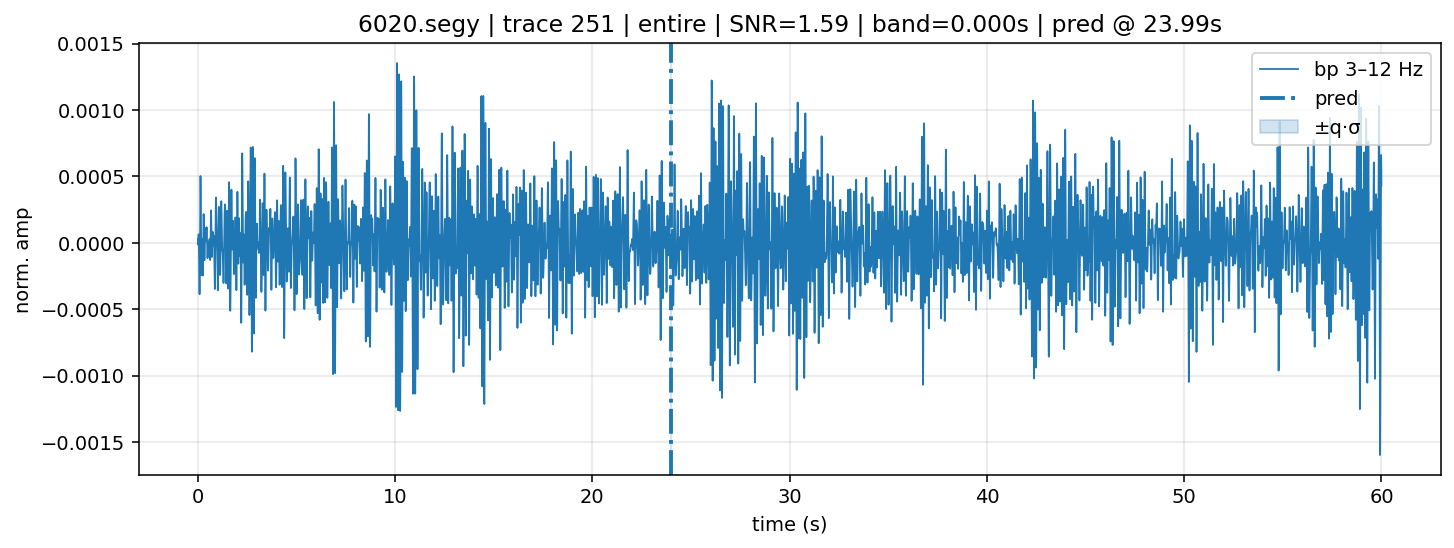 6020.segy | trace 251 | entire | SNR=1.59 | band=0.000s | pred @ 23.99s
norm. amp
0.0015
0.0010
0.0005
0.0000
−0.0005
−0.0010
−0.0015
bp 3–12 Hz
pred
±q·σ
0 10 20 30 40 50 60
time (s)